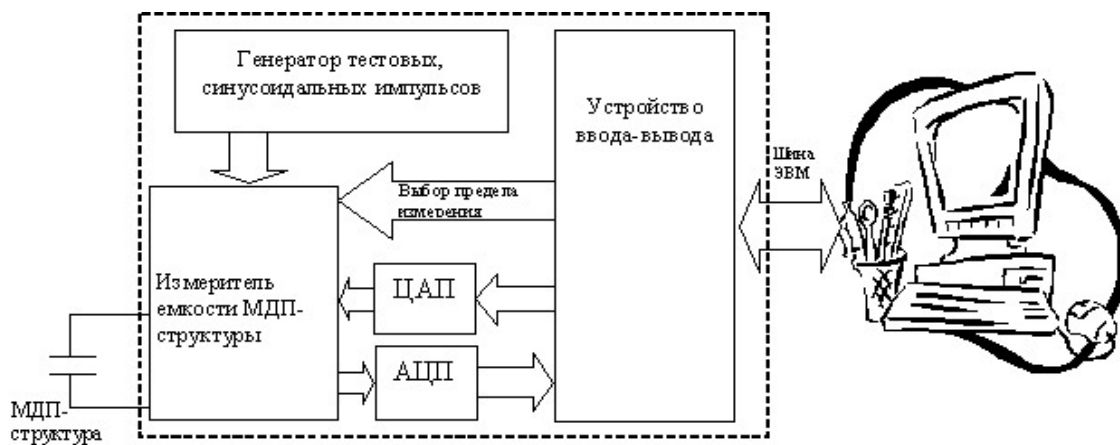 Генератор тестовых,
синусоидальных импульсов
Устройство
ввода-вывода
Шина
ЭВМ
Выбор предела
измерения
Измеритель
емкости МДП-
структуры
ЦАП
АЦП
МДП-
структура